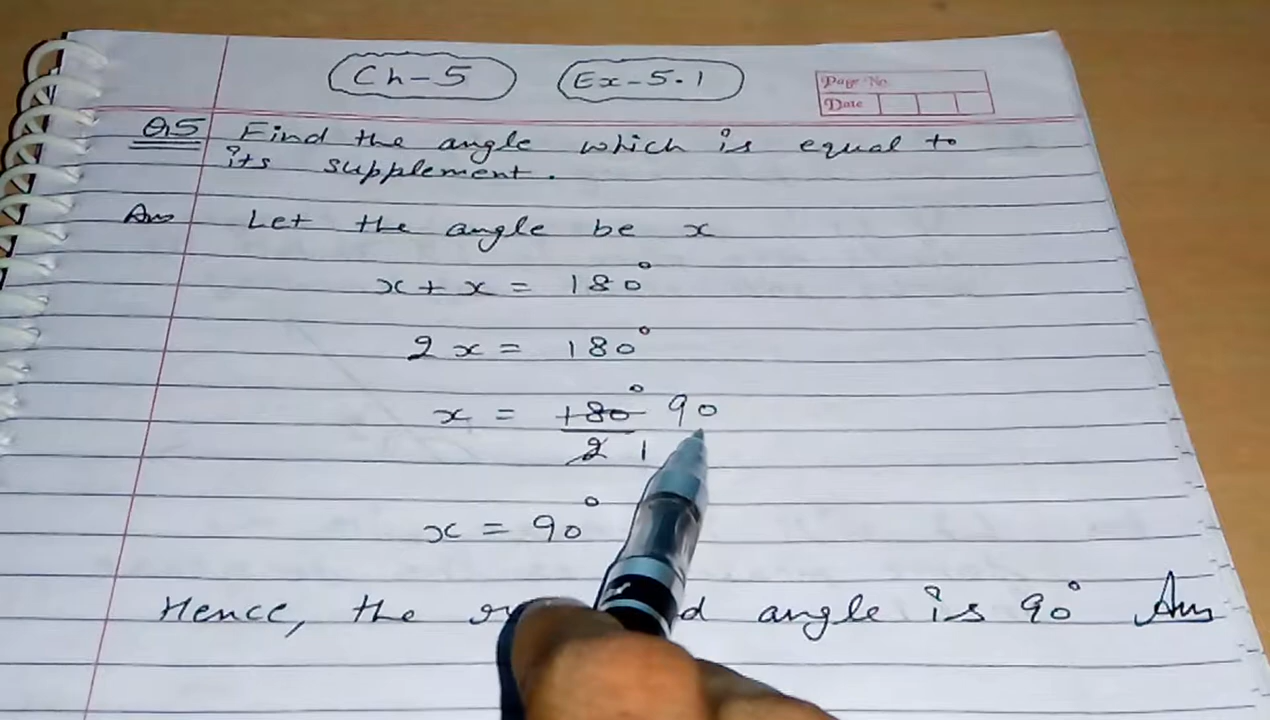 Ch-5 Ex-5.1
Page No.
Date
Q.5 Find the angle which is equal to
its supplement.
Ans Let the angle be x
x + x = 180°
2x = 180°
x = 180° 90
2 1
x = 90°
Hence, the angle is 90° Ans